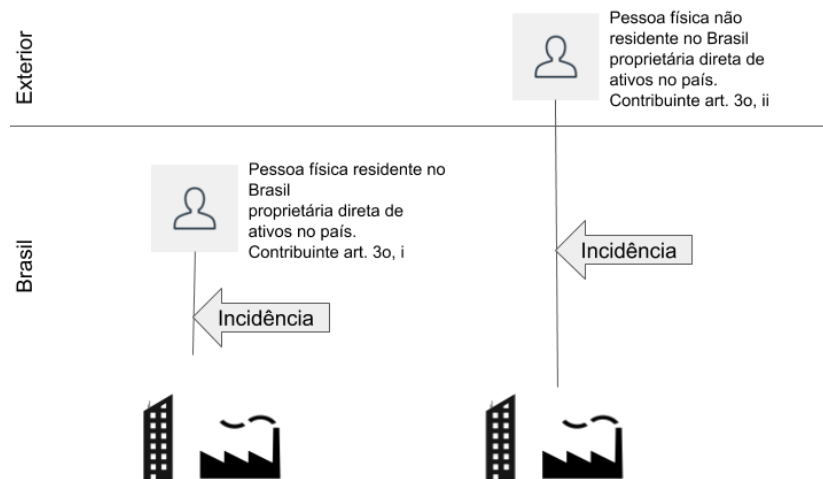 Exterior
Pessoa física não
residente no Brasil
proprietária direta de
ativos no país.
Contribuinte art. 3o, ii
Brasil
Pessoa física residente no
Brasil
proprietária direta de
ativos no país.
Contribuinte art. 3o, i
Incidência
Incidência